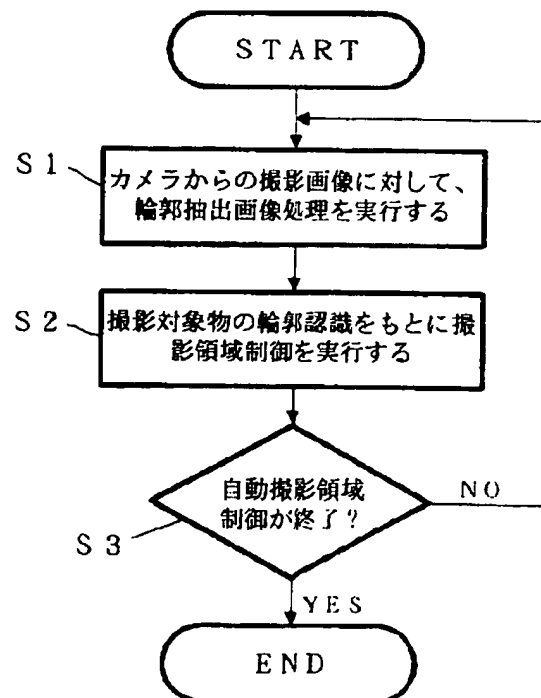 START
S1
カメラからの撮影画像に対して、
輪郭抽出画像処理を実行する
S2
撮影対象物の輪郭認識をもとに撮
影領域制御を実行する
自動撮影領域
制御が終了?
NO
S3
YES
END